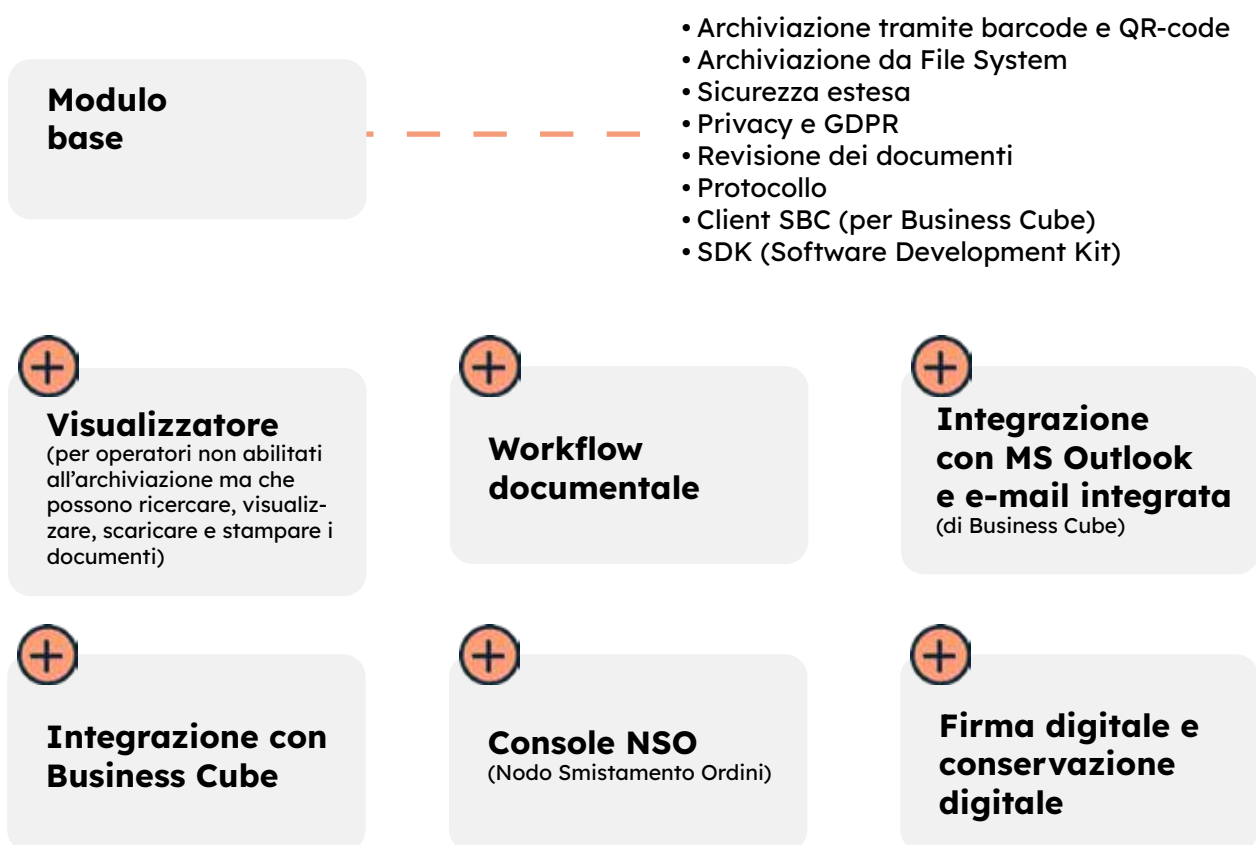 Modulo
base
• Archiviazione tramite barcode e QR-code
• Archiviazione da File System
• Sicurezza estesa
• Privacy e GDPR
• Revisione dei documenti
• Protocollo
• Client SBC (per Business Cube)
• SDK (Software Development Kit)
Visualizzatore
(per operatori non abilitati
all’archiviazione ma che
possono ricercare, visualiz-
zare, scaricare e stampare i
documenti)
Workflow
documentale
Integrazione
con MS Outlook
e e-mail integrata
(di Business Cube)
Integrazione con
Business Cube
Console NSO
(Nodo Smistamento Ordini)
Firma digitale e
conservazione
digitale